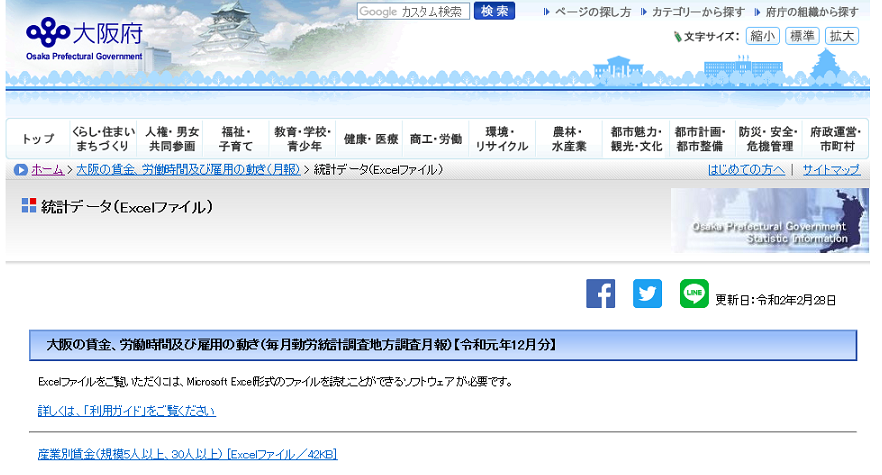 大阪府
Osaka Prefectural Government
Google カスタム検索 検索
ページの探し方 カテゴリーから探す 府庁の組織から探す
文字サイズ: 縮小 標準 拡大
トップ
くらし・住まい
まちづくり
人権・男女
共同参画
福祉・
子育て
教育・学校・
青少年
健康・医療
商工・労働
環境・
リサイクル
農林・
水産業
都市魅力・
観光・文化
都市計画・
都市整備
防災・安全・
危機管理
府政運営・
市町村
ホーム > 大阪の賃金、労働時間及び雇用の動き(月報) > 統計データ(Excelファイル)
はじめての方へ | サイトマップ
統計データ(Excelファイル)
Osaka Prefectural Government
Statistic Information
LINE
更新日:令和2年2月28日
大阪の賃金、労働時間及び雇用の動き(毎月勤労統計調査地方調査月報)【令和元年12月分】
Excelファイルをご覧いただくには、Microsoft Excel形式のファイルを読むことができるソフトウェアが必要です。
詳しくは、「利用ガイド」をご覧ください
産業別賃金(規模5人以上、30人以上) [Excelファイル/42KB]